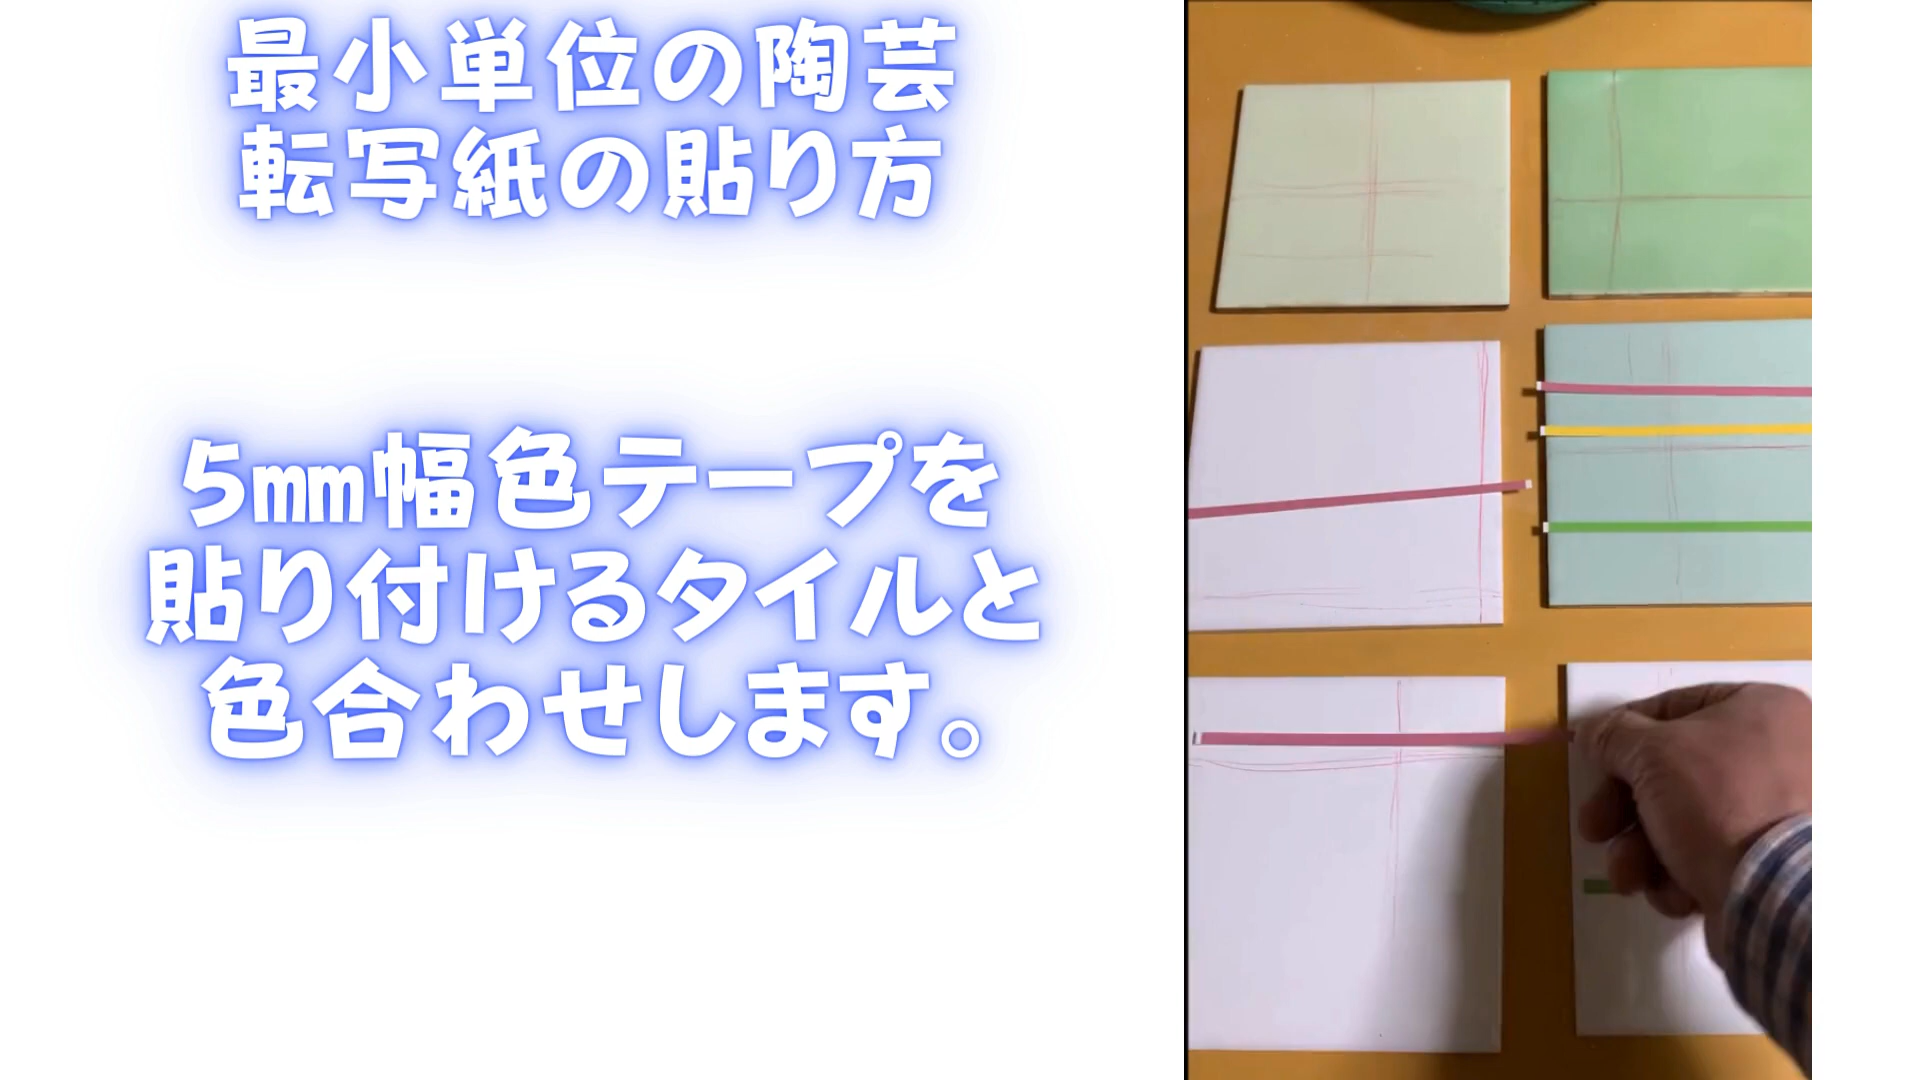 最小単位の陶芸
転写紙の貼り方
5mm幅色テープを
貼り付けるタイルと
色合わせします。